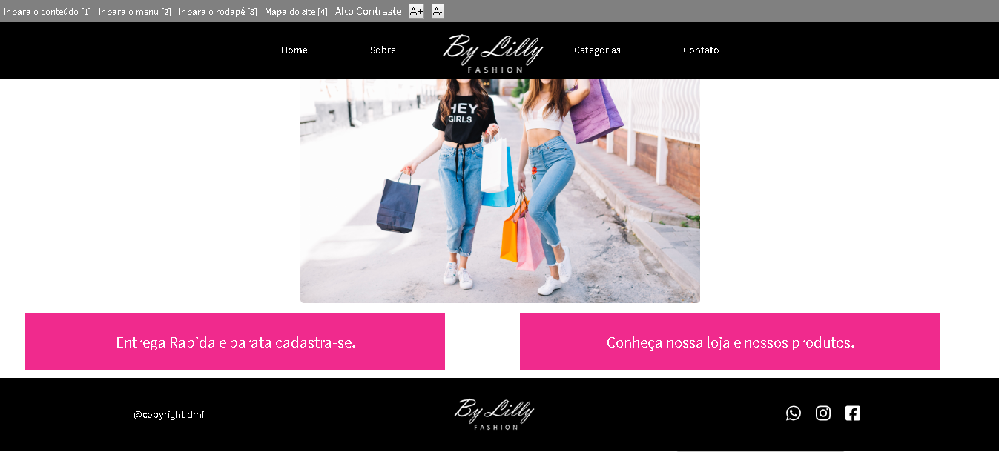 Ir para o conteúdo [1] Ir para o menu [2] Ir para o rodapé [3] Mapa do site [4] Alto Contraste A+ A-
Home Sobre By Lilly Categorias Contato
FASHION
HEY
GIRLS
Entrega Rapida e barata cadastra-se. Conheça nossa loja e nossos produtos.
@copyright dmf By Lilly
FASHION